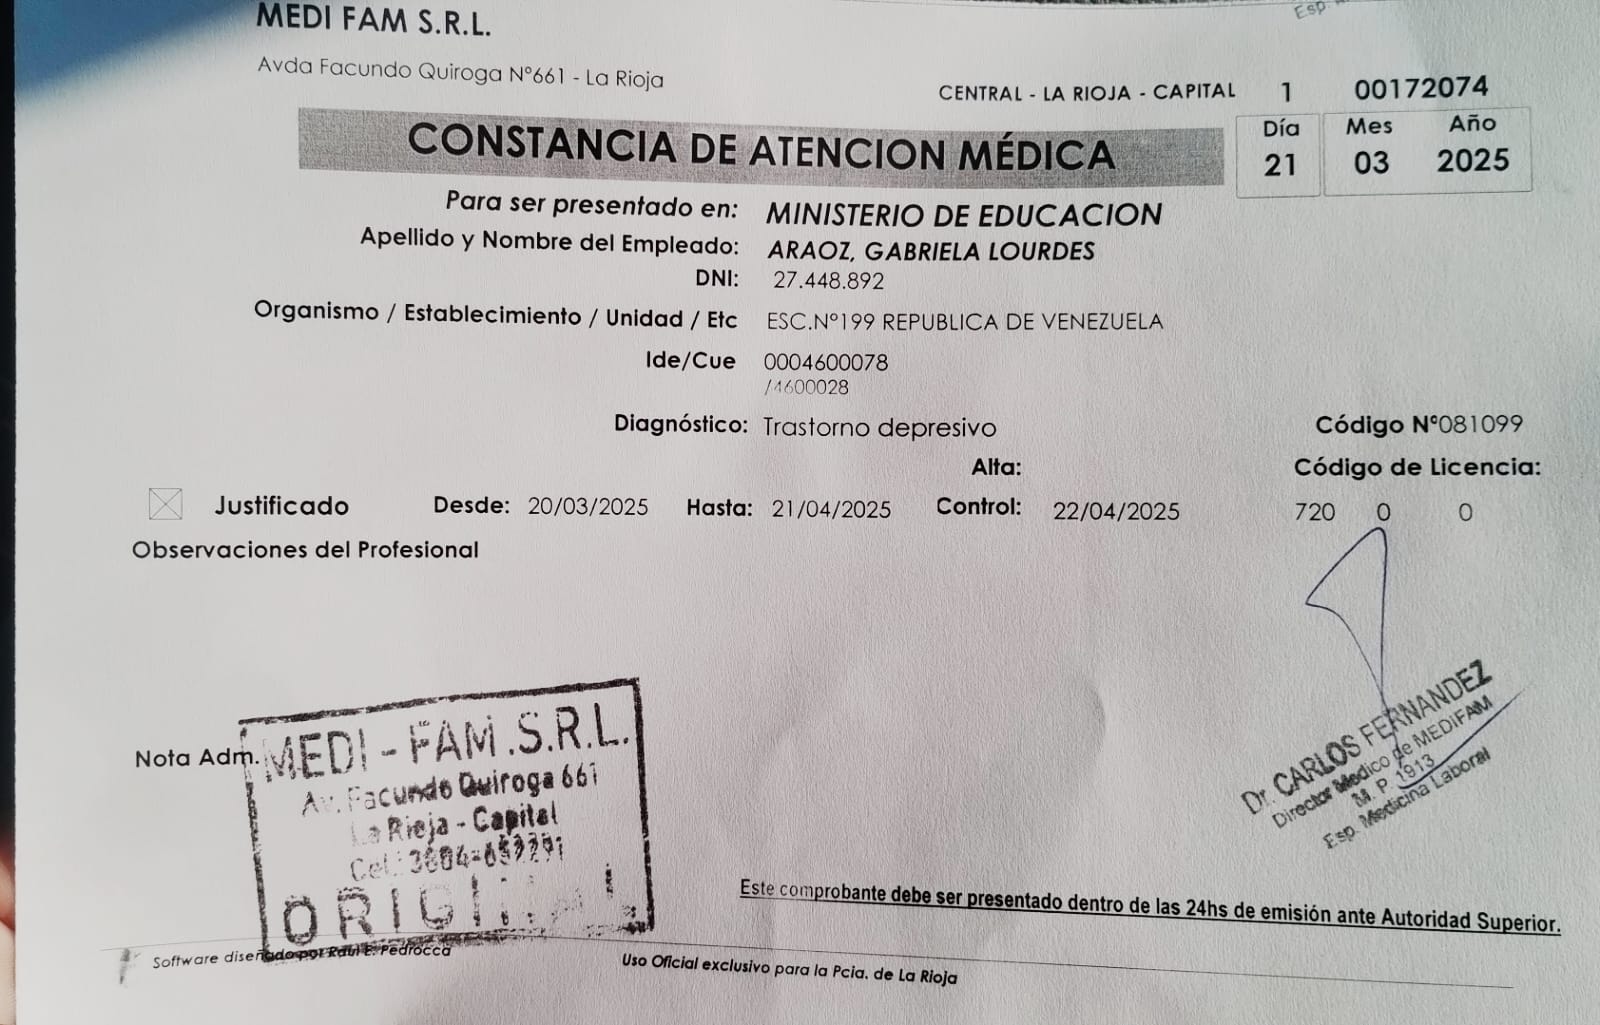 Esp
MEDI FAM S.R.L.
Avda Facundo Quiroga Nº661 - La Rioja
CENTRAL - LA RIOJA - CAPITAL 1 00172074
CONSTANCIA DE ATENCION MÉDICA
Día Mes Año
21 03 2025
Para ser presentado en: MINISTERIO DE EDUCACION
Apellido y Nombre del Empleado: ARAOZ, GABRIELA LOURDES
DNI: 27.448.892
Organismo / Establecimiento / Unidad / Etc ESC.Nº199 REPUBLICA DE VENEZUELA
Ide/Cue 0004600078
/4600028
Diagnóstico: Trastorno depresivo Código Nº081099
Alta: Código de Licencia:
Justificado Desde: 20/03/2025 Hasta: 21/04/2025 Control: 22/04/2025 720 0 0
Observaciones del Profesional
Nota Adm.
MEDI - FAM.S.R.L.
Av. Facundo Quiroga 661
La Rioja - Capital
Cel.:
Dr. CARLOS FERNANDEZ
Director Medico de MEDIFAM
M. P. 1913
Esp. Medicina Laboral
Este comprobante debe ser presentado dentro de las 24hs de emisión ante Autoridad Superior.
Software diseñado por Raul E. Pedrocca
Uso Oficial exclusivo para la Pcia. de La Rioja